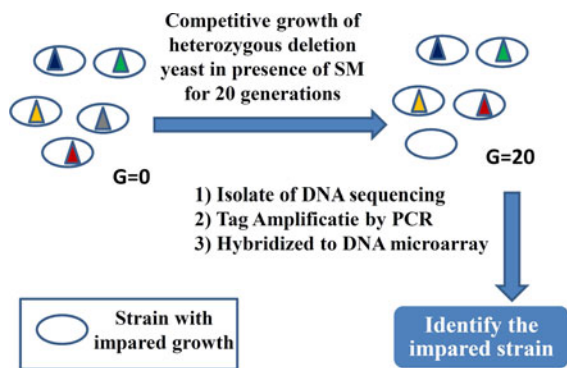 Competitive growth of
heterozygous deletion
yeast in presence of SM
for 20 generations
G=0
G=20
1) Isolate of DNA sequencing
2) Tag Amplificatie by PCR
3) Hybridized to DNA microarray
Strain with
impared growth
Identify the
impared strain